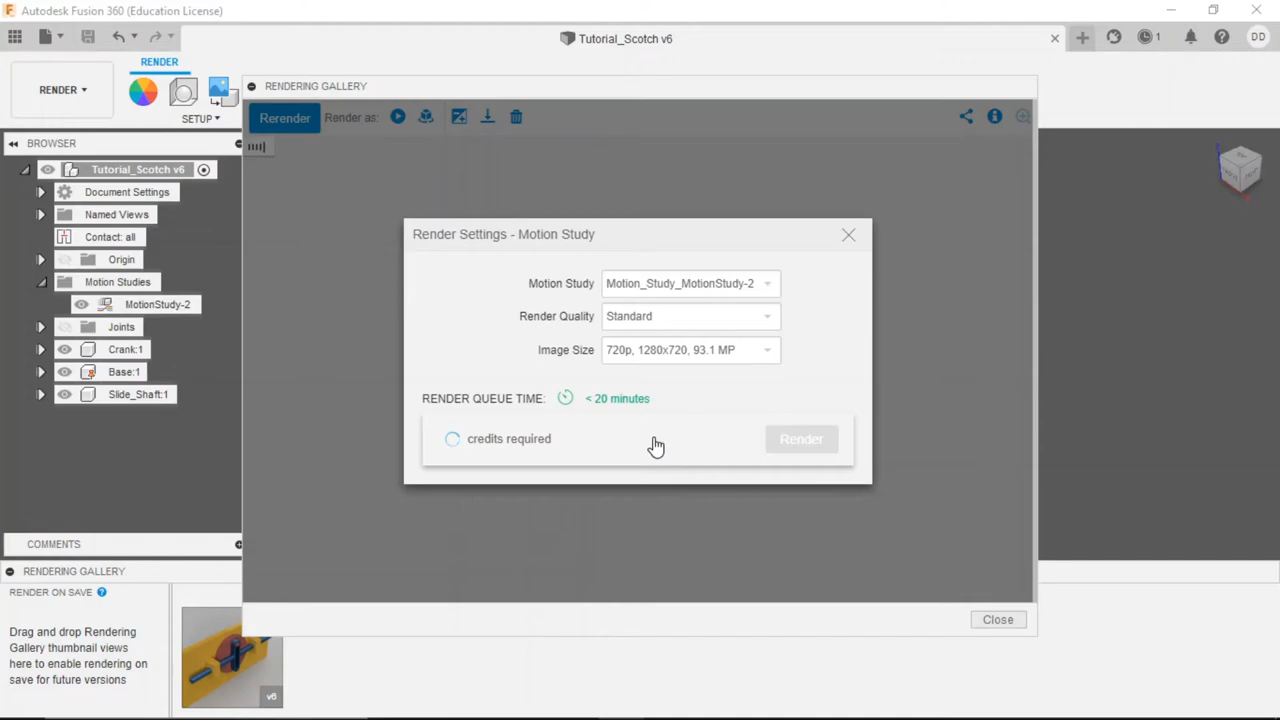 Autodesk Fusion 360 (Education License)
Tutorial_Scotch v6
1
DD
RENDER
RENDER
SETUP
RENDERING GALLERY
Rerender
Render as:
BROWSER
Tutorial_Scotch v6
Document Settings
Named Views
Contact: all
Origin
Motion Studies
MotionStudy-2
Joints
Crank:1
Base:1
Slide_Shaft:1
Render Settings - Motion Study
Motion Study
Motion_Study_MotionStudy-2
Render Quality
Standard
Image Size
720p, 1280x720, 93.1 MP
RENDER QUEUE TIME:
< 20 minutes
credits required
Render
COMMENTS
Close
RENDERING GALLERY
RENDER ON SAVE
Drag and drop Rendering
Gallery thumbnail views
here to enable rendering on
save for future versions
v6